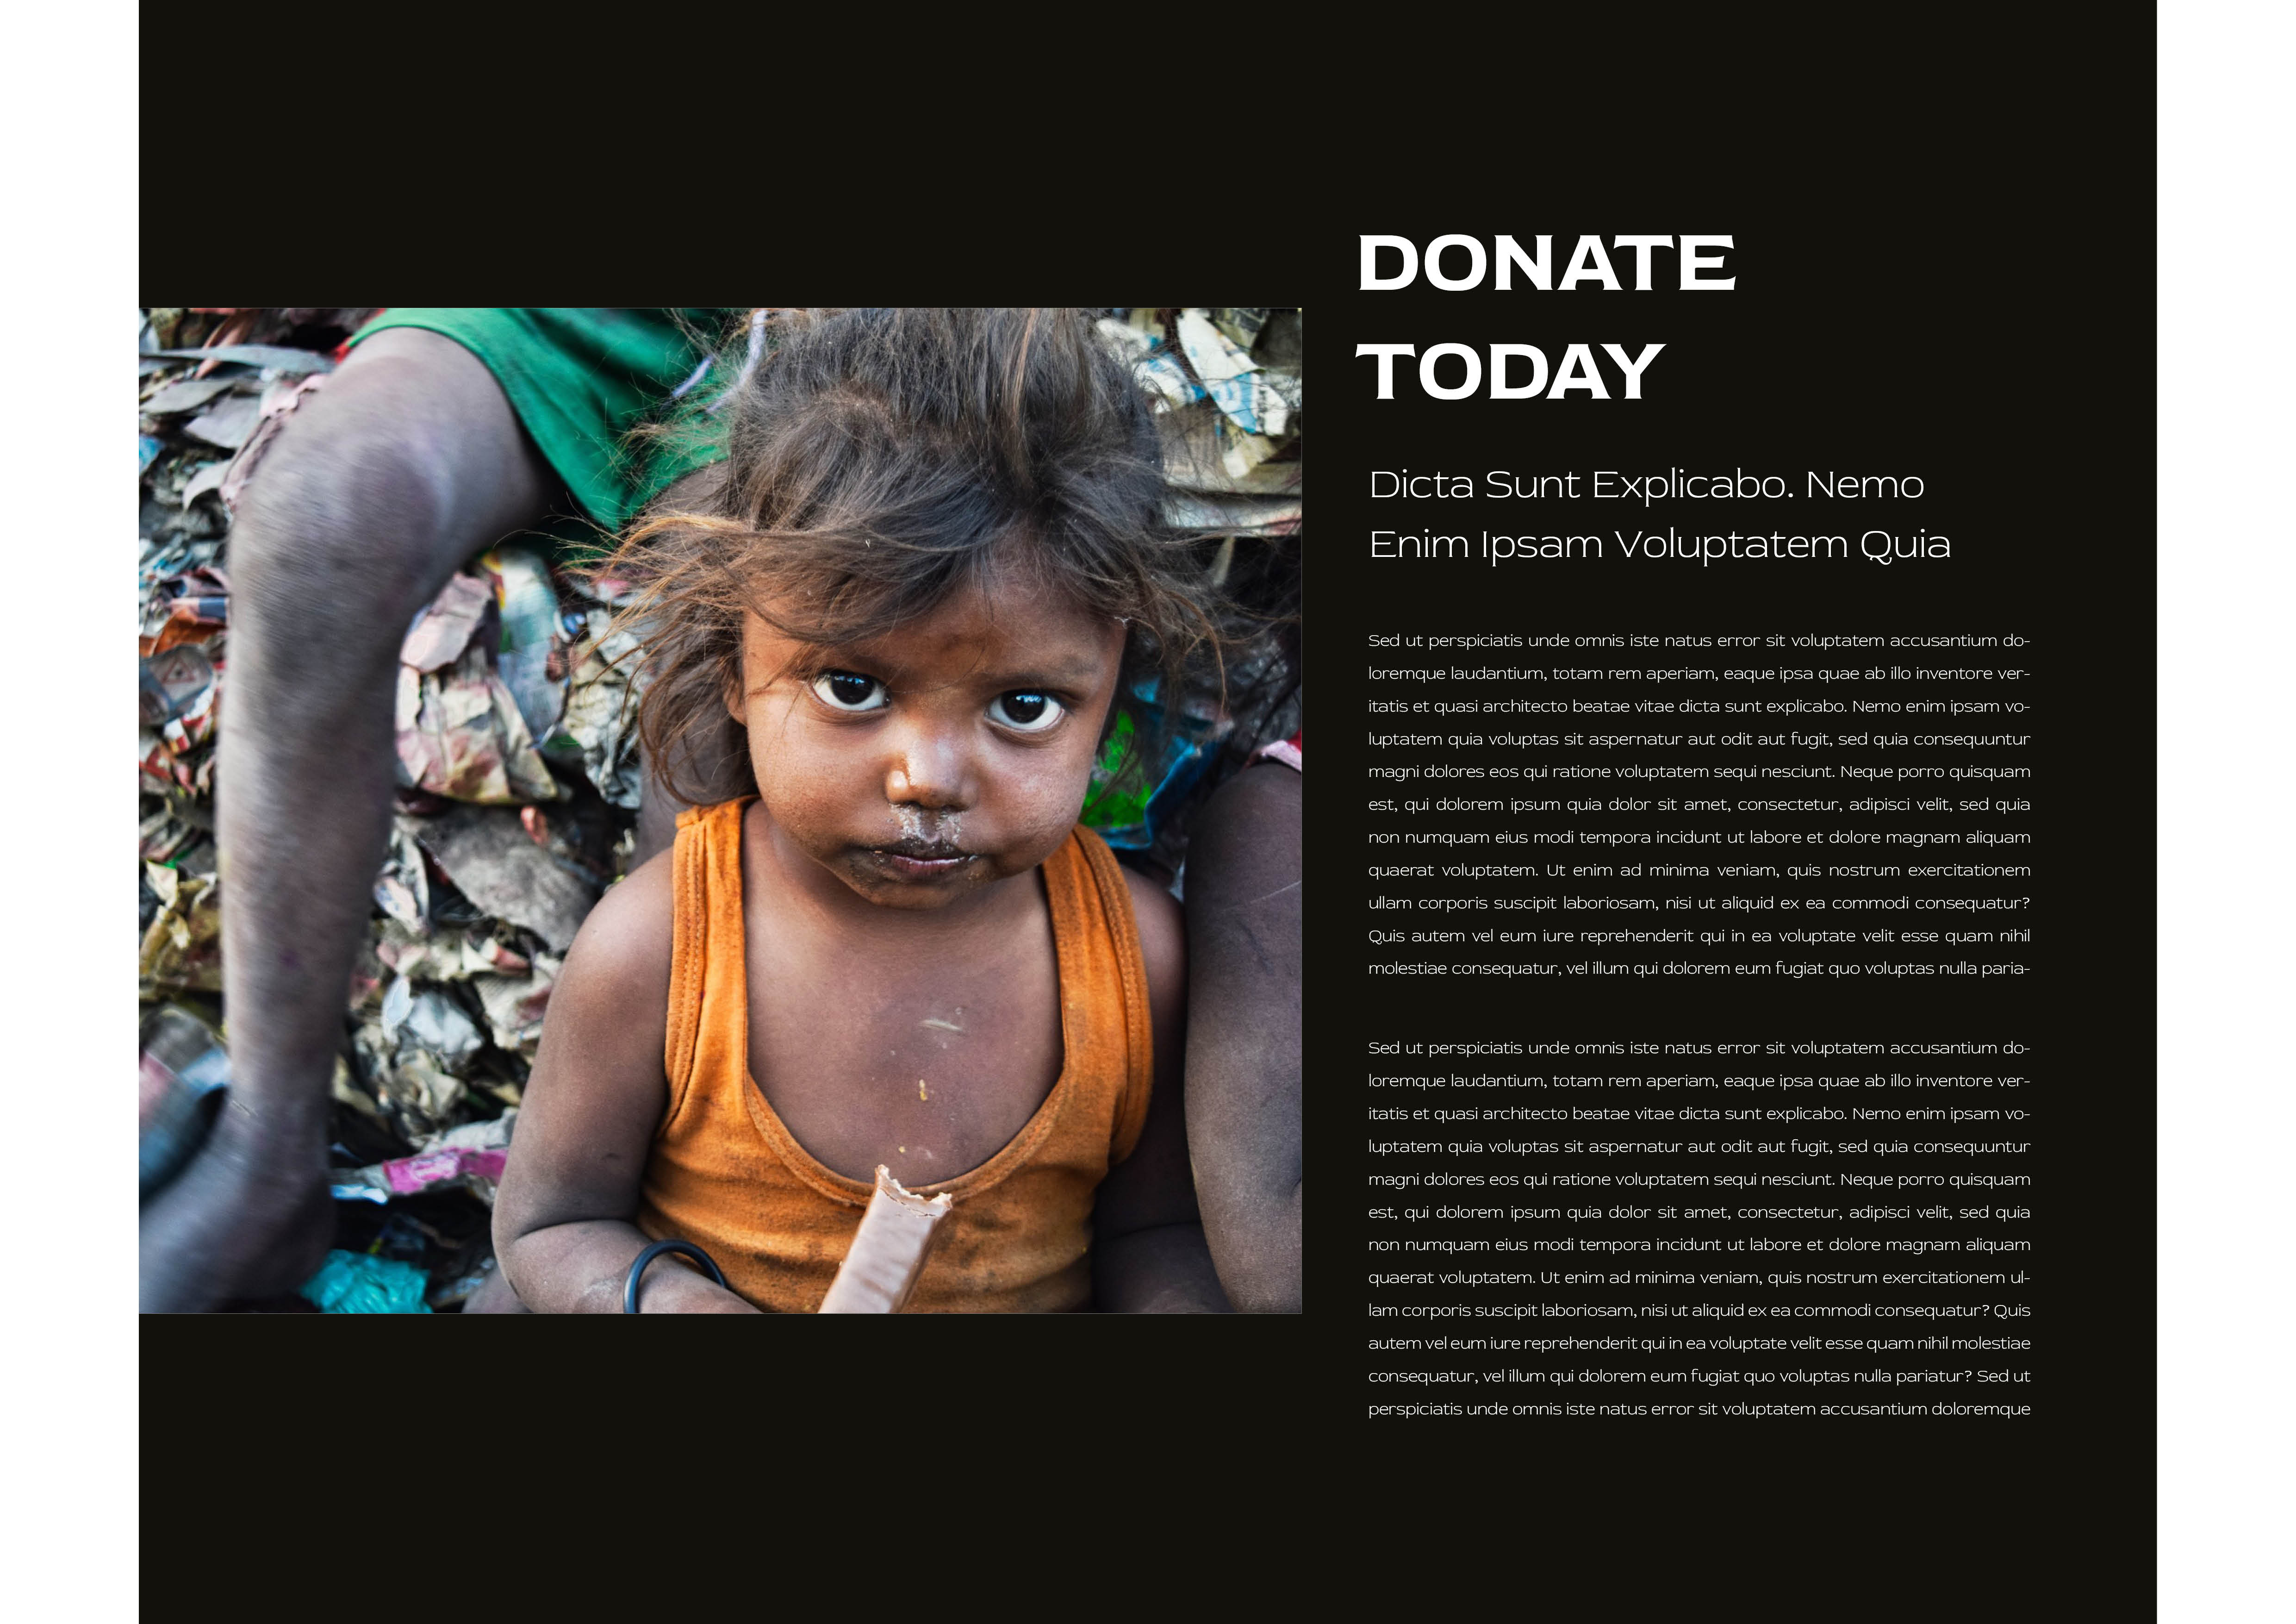 DONATE
TODAY
Dicta Sunt Explicabo. Nemo
Enim Ipsam Voluptatem Quia
Sed ut perspiciatis unde omnis iste natus error sit voluptatem accusantium do-
loremque laudantium, totam rem aperiam, eaque ipsa quae ab illo inventore ver-
itatis et quasi architecto beatae vitae dicta sunt explicabo. Nemo enim ipsam vo-
luptatem quia voluptas sit aspernatur aut odit aut fugit, sed quia consequuntur
magni dolores eos qui ratione voluptatem sequi nesciunt. Neque porro quisquam
est, qui dolorem ipsum quia dolor sit amet, consectetur, adipisci velit, sed quia
non numquam eius modi tempora incidunt ut labore et dolore magnam aliquam
quaerat voluptatem. Ut enim ad minima veniam, quis nostrum exercitationem
ullam corporis suscipit laboriosam, nisi ut aliquid ex ea commodi consequatur?
Quis autem vel eum iure reprehenderit qui in ea voluptate velit esse quam nihil
molestiae consequatur, vel illum qui dolorem eum fugiat quo voluptas nulla paria-
Sed ut perspiciatis unde omnis iste natus error sit voluptatem accusantium do-
loremque laudantium, totam rem aperiam, eaque ipsa quae ab illo inventore ver-
itatis et quasi architecto beatae vitae dicta sunt explicabo. Nemo enim ipsam vo-
luptatem quia voluptas sit aspernatur aut odit aut fugit, sed quia consequuntur
magni dolores eos qui ratione voluptatem sequi nesciunt. Neque porro quisquam
est, qui dolorem ipsum quia dolor sit amet, consectetur, adipisci velit, sed quia
non numquam eius modi tempora incidunt ut labore et dolore magnam aliquam
quaerat voluptatem. Ut enim ad minima veniam, quis nostrum exercitationem ul-
lam corporis suscipit laboriosam, nisi ut aliquid ex ea commodi consequatur? Quis
autem vel eum iure reprehenderit qui in ea voluptate velit esse quam nihil molestiae
consequatur, vel illum qui dolorem eum fugiat quo voluptas nulla pariatur? Sed ut
perspiciatis unde omnis iste natus error sit voluptatem accusantium doloremque